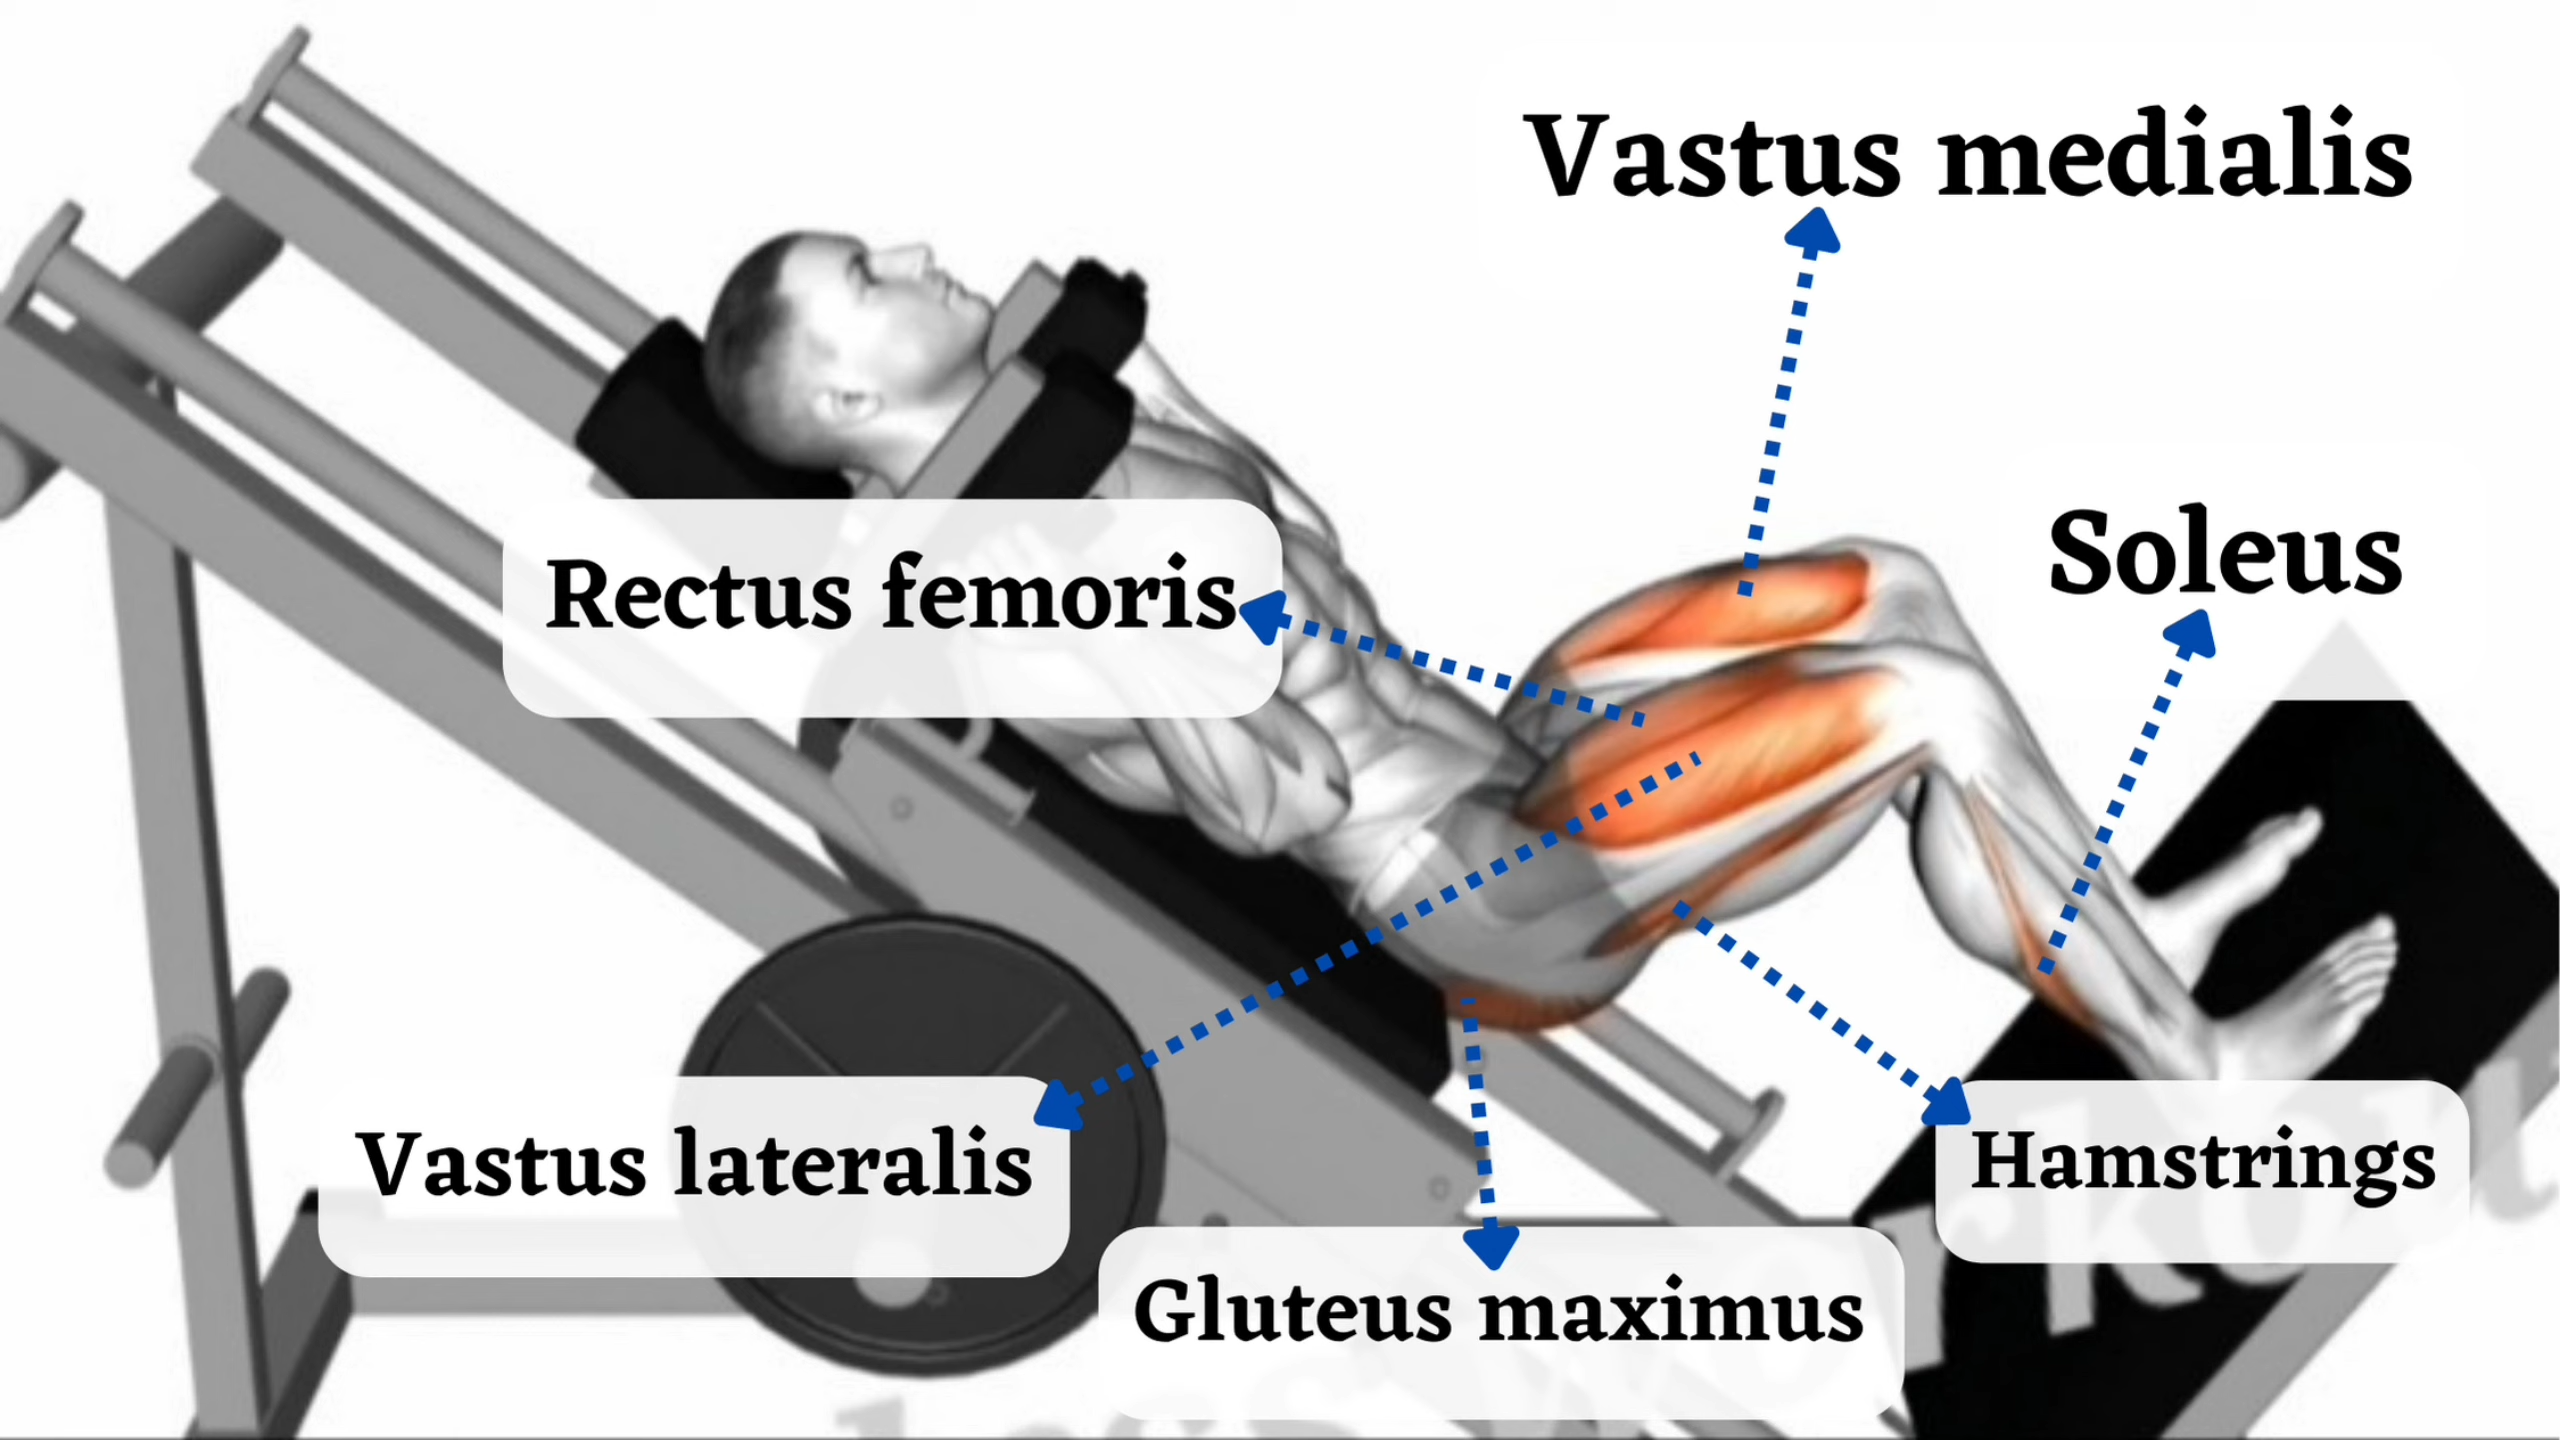 Vastus medialis
Soleus
Rectus femoris
Vastus lateralis
Hamstrings
Gluteus maximus